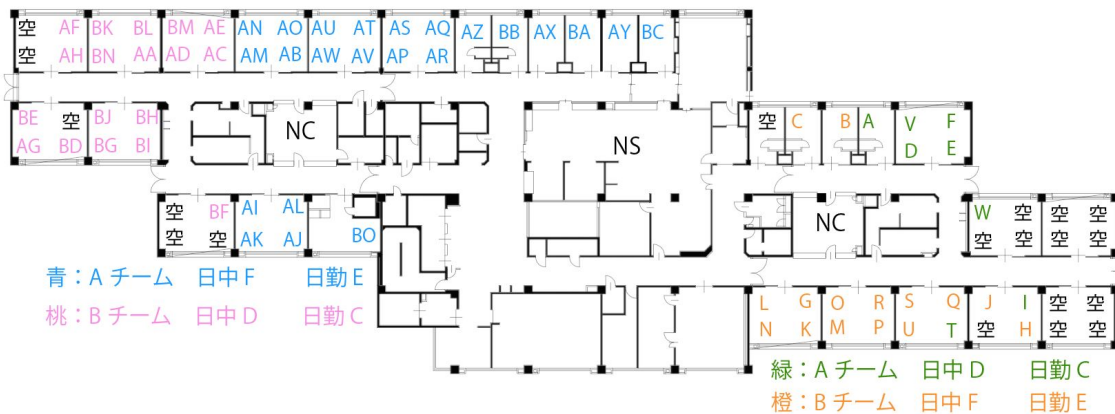 空 AF BK BL BM AE AN AO AU AT AS AQ AZ BB AX BA AY BC
空 AH BN AA AD AC AM AB AW AV AP AR
BE 空 BJ BH
AG BD BG BI
NC
NS
空 C B A V F
D E
空 BF AI AL
空 空 AK AJ BO
NC
W 空 空 空
空 空 空 空
青：A チーム 日中 F 日勤 E
桃：B チーム 日中 D 日勤 C
L G O R S Q J I 空 空
N K M P U T 空 H 空 空
緑：A チーム 日中 D 日勤 C
橙：B チーム 日中 F 日勤 E